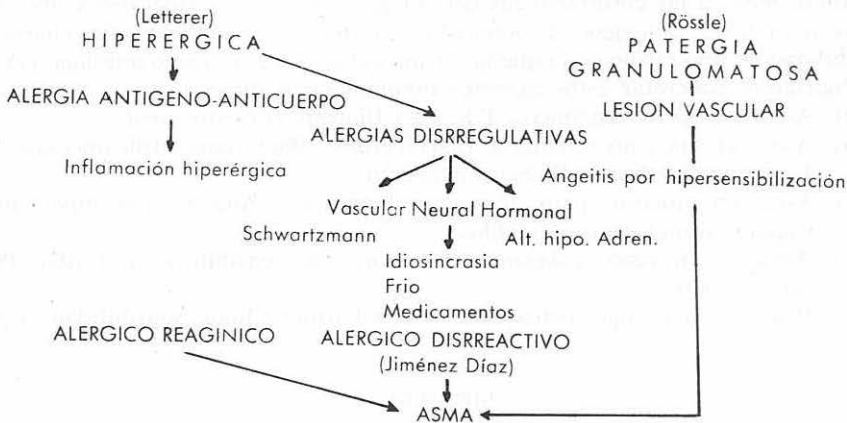 (Letterer)
HIPERERGICA
(Rössle)
PATERGIA
GRANULOMATOSA
ALERGIA ANTIGENO-ANTICUERPO
LESION VASCULAR
ALERGIAS DISRREGULATIVAS
Inflamación hiperérgica
Angeitis por hipersensibilización
Vascular Neural Hormonal
Schwartzmann
Alt. hipo. Adren.
Idiosincrasia
Frio
Medicamentos
ALERGICO REAGINICO
ALERGICO DISRREACTIVO
(Jiménez Díaz)
ASMA